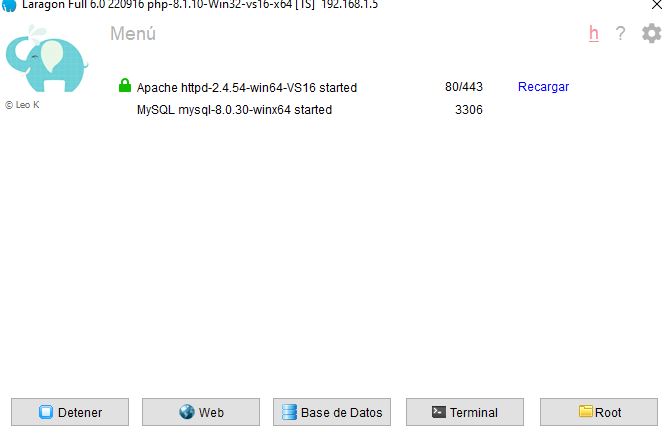 Laragon Full 6.0 220916 php-8.1.10-Win32-vs16-x64 [TS] 192.168.1.5
Menú
h ?
© Leo K
Apache httpd-2.4.54-win64-VS16 started 80/443 Recargar
MySQL mysql-8.0.30-winx64 started 3306
Detener Web Base de Datos Terminal Root